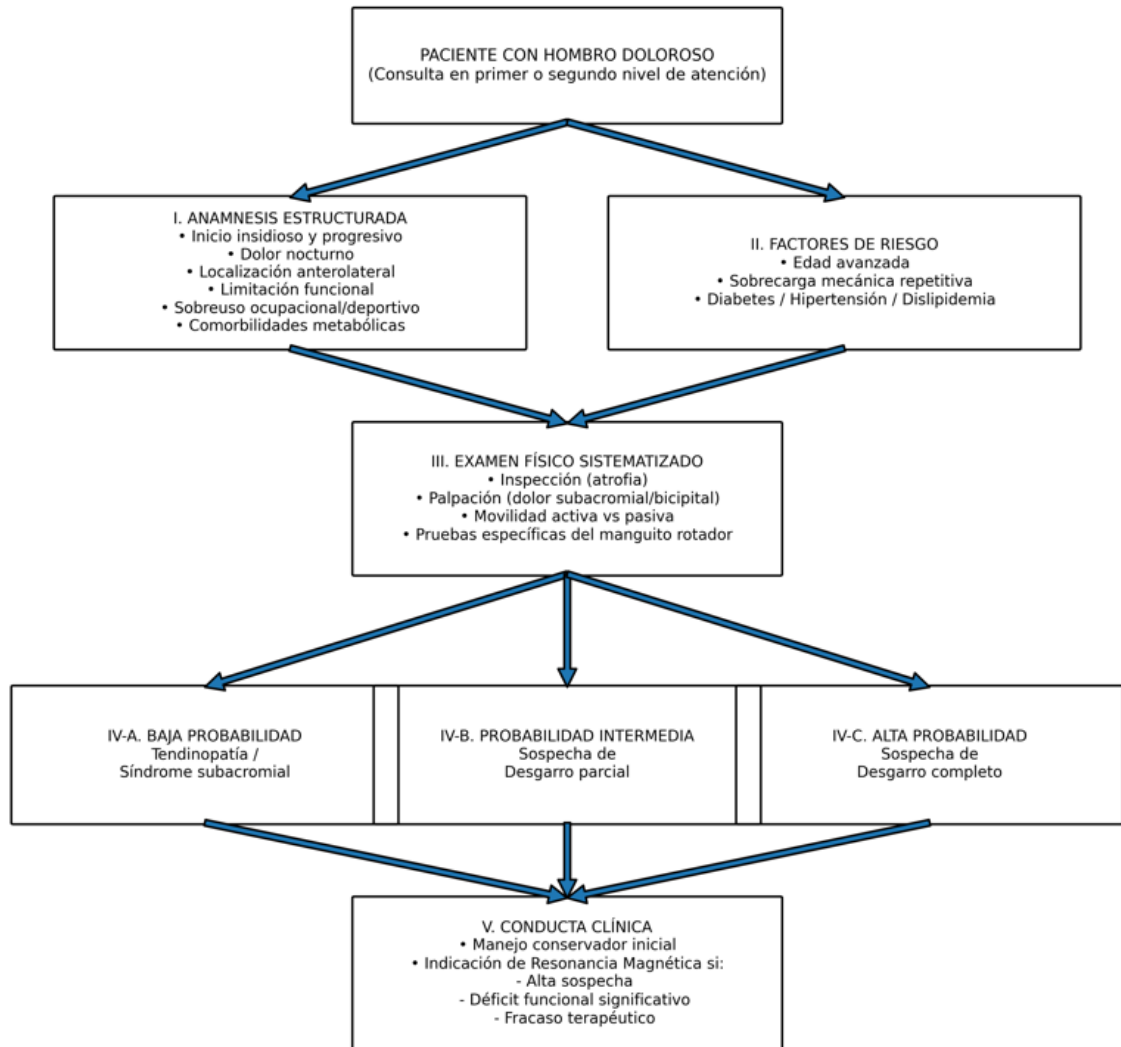 PACIENTE CON HOMBRO DOLOROSO
(Consulta en primer o segundo nivel de atención)
I. ANAMNESIS ESTRUCTURADA
• Inicio insidioso y progresivo
• Dolor nocturno
• Localización anterolateral
• Limitación funcional
• Sobreuso ocupacional/deportivo
• Comorbilidades metabólicas
II. FACTORES DE RIESGO
• Edad avanzada
• Sobrecarga mecánica repetitiva
• Diabetes / Hipertensión / Dislipidemia
III. EXAMEN FÍSICO SISTEMATIZADO
• Inspección (atrofia)
• Palpación (dolor subacromial/bicipital)
• Movilidad activa vs pasiva
• Pruebas específicas del manguito rotador
IV-A. BAJA PROBABILIDAD
Tendinopatía /
Síndrome subacromial
IV-B. PROBABILIDAD INTERMEDIA
Sospecha de
Desgarro parcial
IV-C. ALTA PROBABILIDAD
Sospecha de
Desgarro completo
V. CONDUCTA CLÍNICA
• Manejo conservador inicial
• Indicación de Resonancia Magnética si:
- Alta sospecha
- Déficit funcional significativo
- Fracaso terapéutico